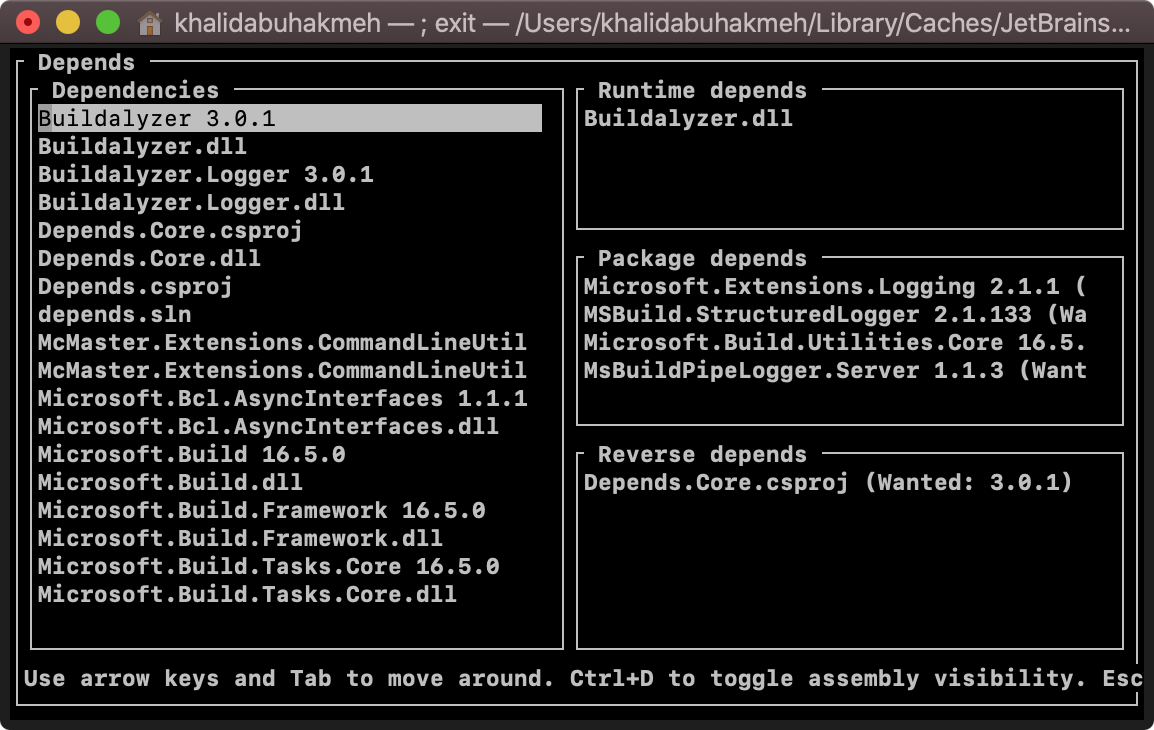 khalidabuhakmeh — ; exit — /Users/khalidabuhakmeh/Library/Caches/JetBrains...
Depends
Dependencies
Buildalyzer 3.0.1
Buildalyzer.dll
Buildalyzer.Logger 3.0.1
Buildalyzer.Logger.dll
Depends.Core.csproj
Depends.Core.dll
Depends.csproj
depends.sln
McMaster.Extensions.CommandLineUtil
McMaster.Extensions.CommandLineUtil
Microsoft.Bcl.AsyncInterfaces 1.1.1
Microsoft.Bcl.AsyncInterfaces.dll
Microsoft.Build 16.5.0
Microsoft.Build.dll
Microsoft.Build.Framework 16.5.0
Microsoft.Build.Framework.dll
Microsoft.Build.Tasks.Core 16.5.0
Microsoft.Build.Tasks.Core.dll
Runtime depends
Buildalyzer.dll
Package depends
Microsoft.Extensions.Logging 2.1.1 (
MSBuild.StructuredLogger 2.1.133 (Wa
Microsoft.Build.Utilities.Core 16.5.
MsBuildPipeLogger.Server 1.1.3 (Want
Reverse depends
Depends.Core.csproj (Wanted: 3.0.1)
Use arrow keys and Tab to move around. Ctrl+D to toggle assembly visibility. Esc